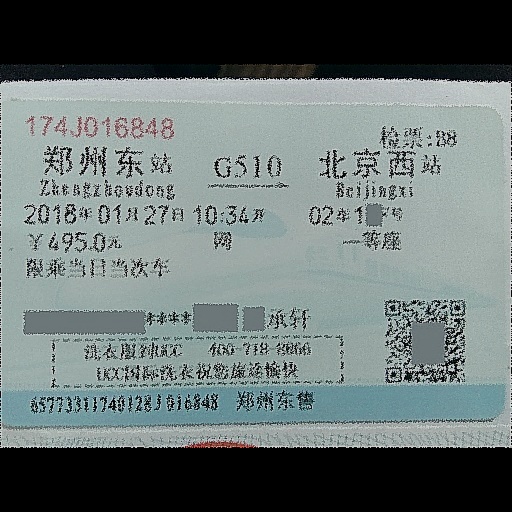 174J016848
检票:B8
郑州东站 G510 北京西站
Zhengzhoudong Beijingxi
2018年01月27日10:34开 02车1号
￥495.0元 网 一等座
限乘当日当次车
**** 承轩
洗衣服到UCC 400-718-8866
UCC国际洗衣祝您旅途愉快
65773311740128J016848 郑州东售